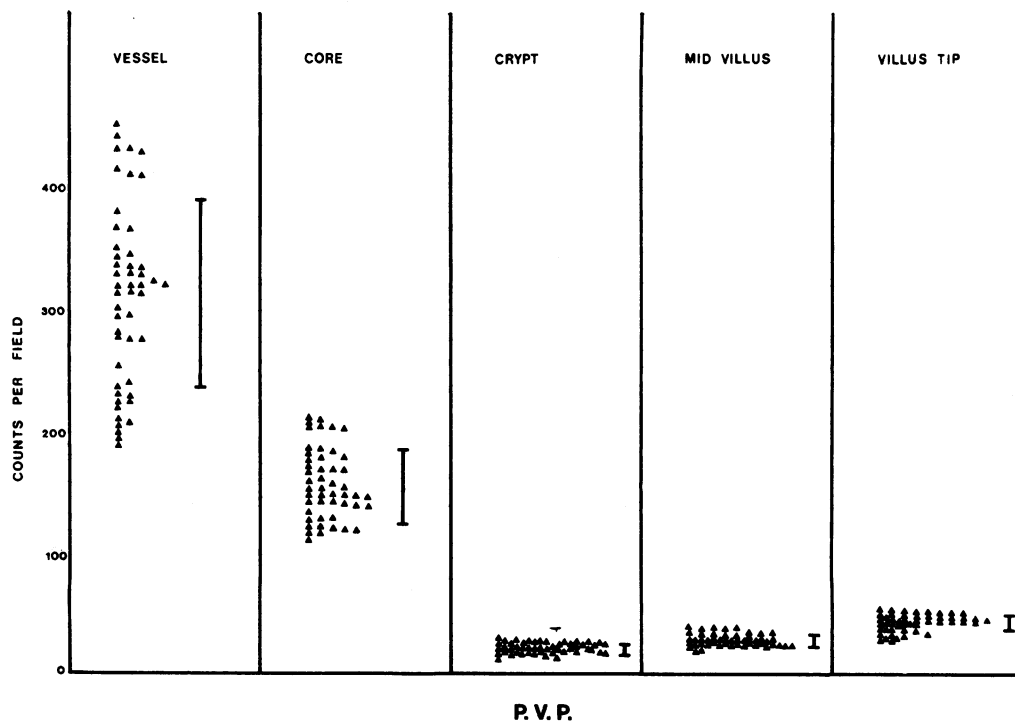 VESSEL
CORE
CRYPT
MID VILLUS
VILLUS TIP
400
300
200
100
0
COUNTS PER FIELD
P.V.P.